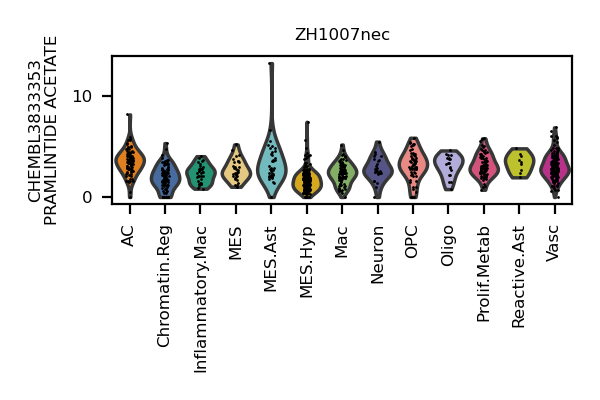 ZH1007nec
CHEMBL3833353
PRAMLINTIDE ACETATE
10
0
AC
Chromatin.Reg
Inflammatory.Mac
MES
MES.Ast
MES.Hyp
Mac
Neuron
OPC
Oligo
Prolif.Metab
Reactive.Ast
Vasc